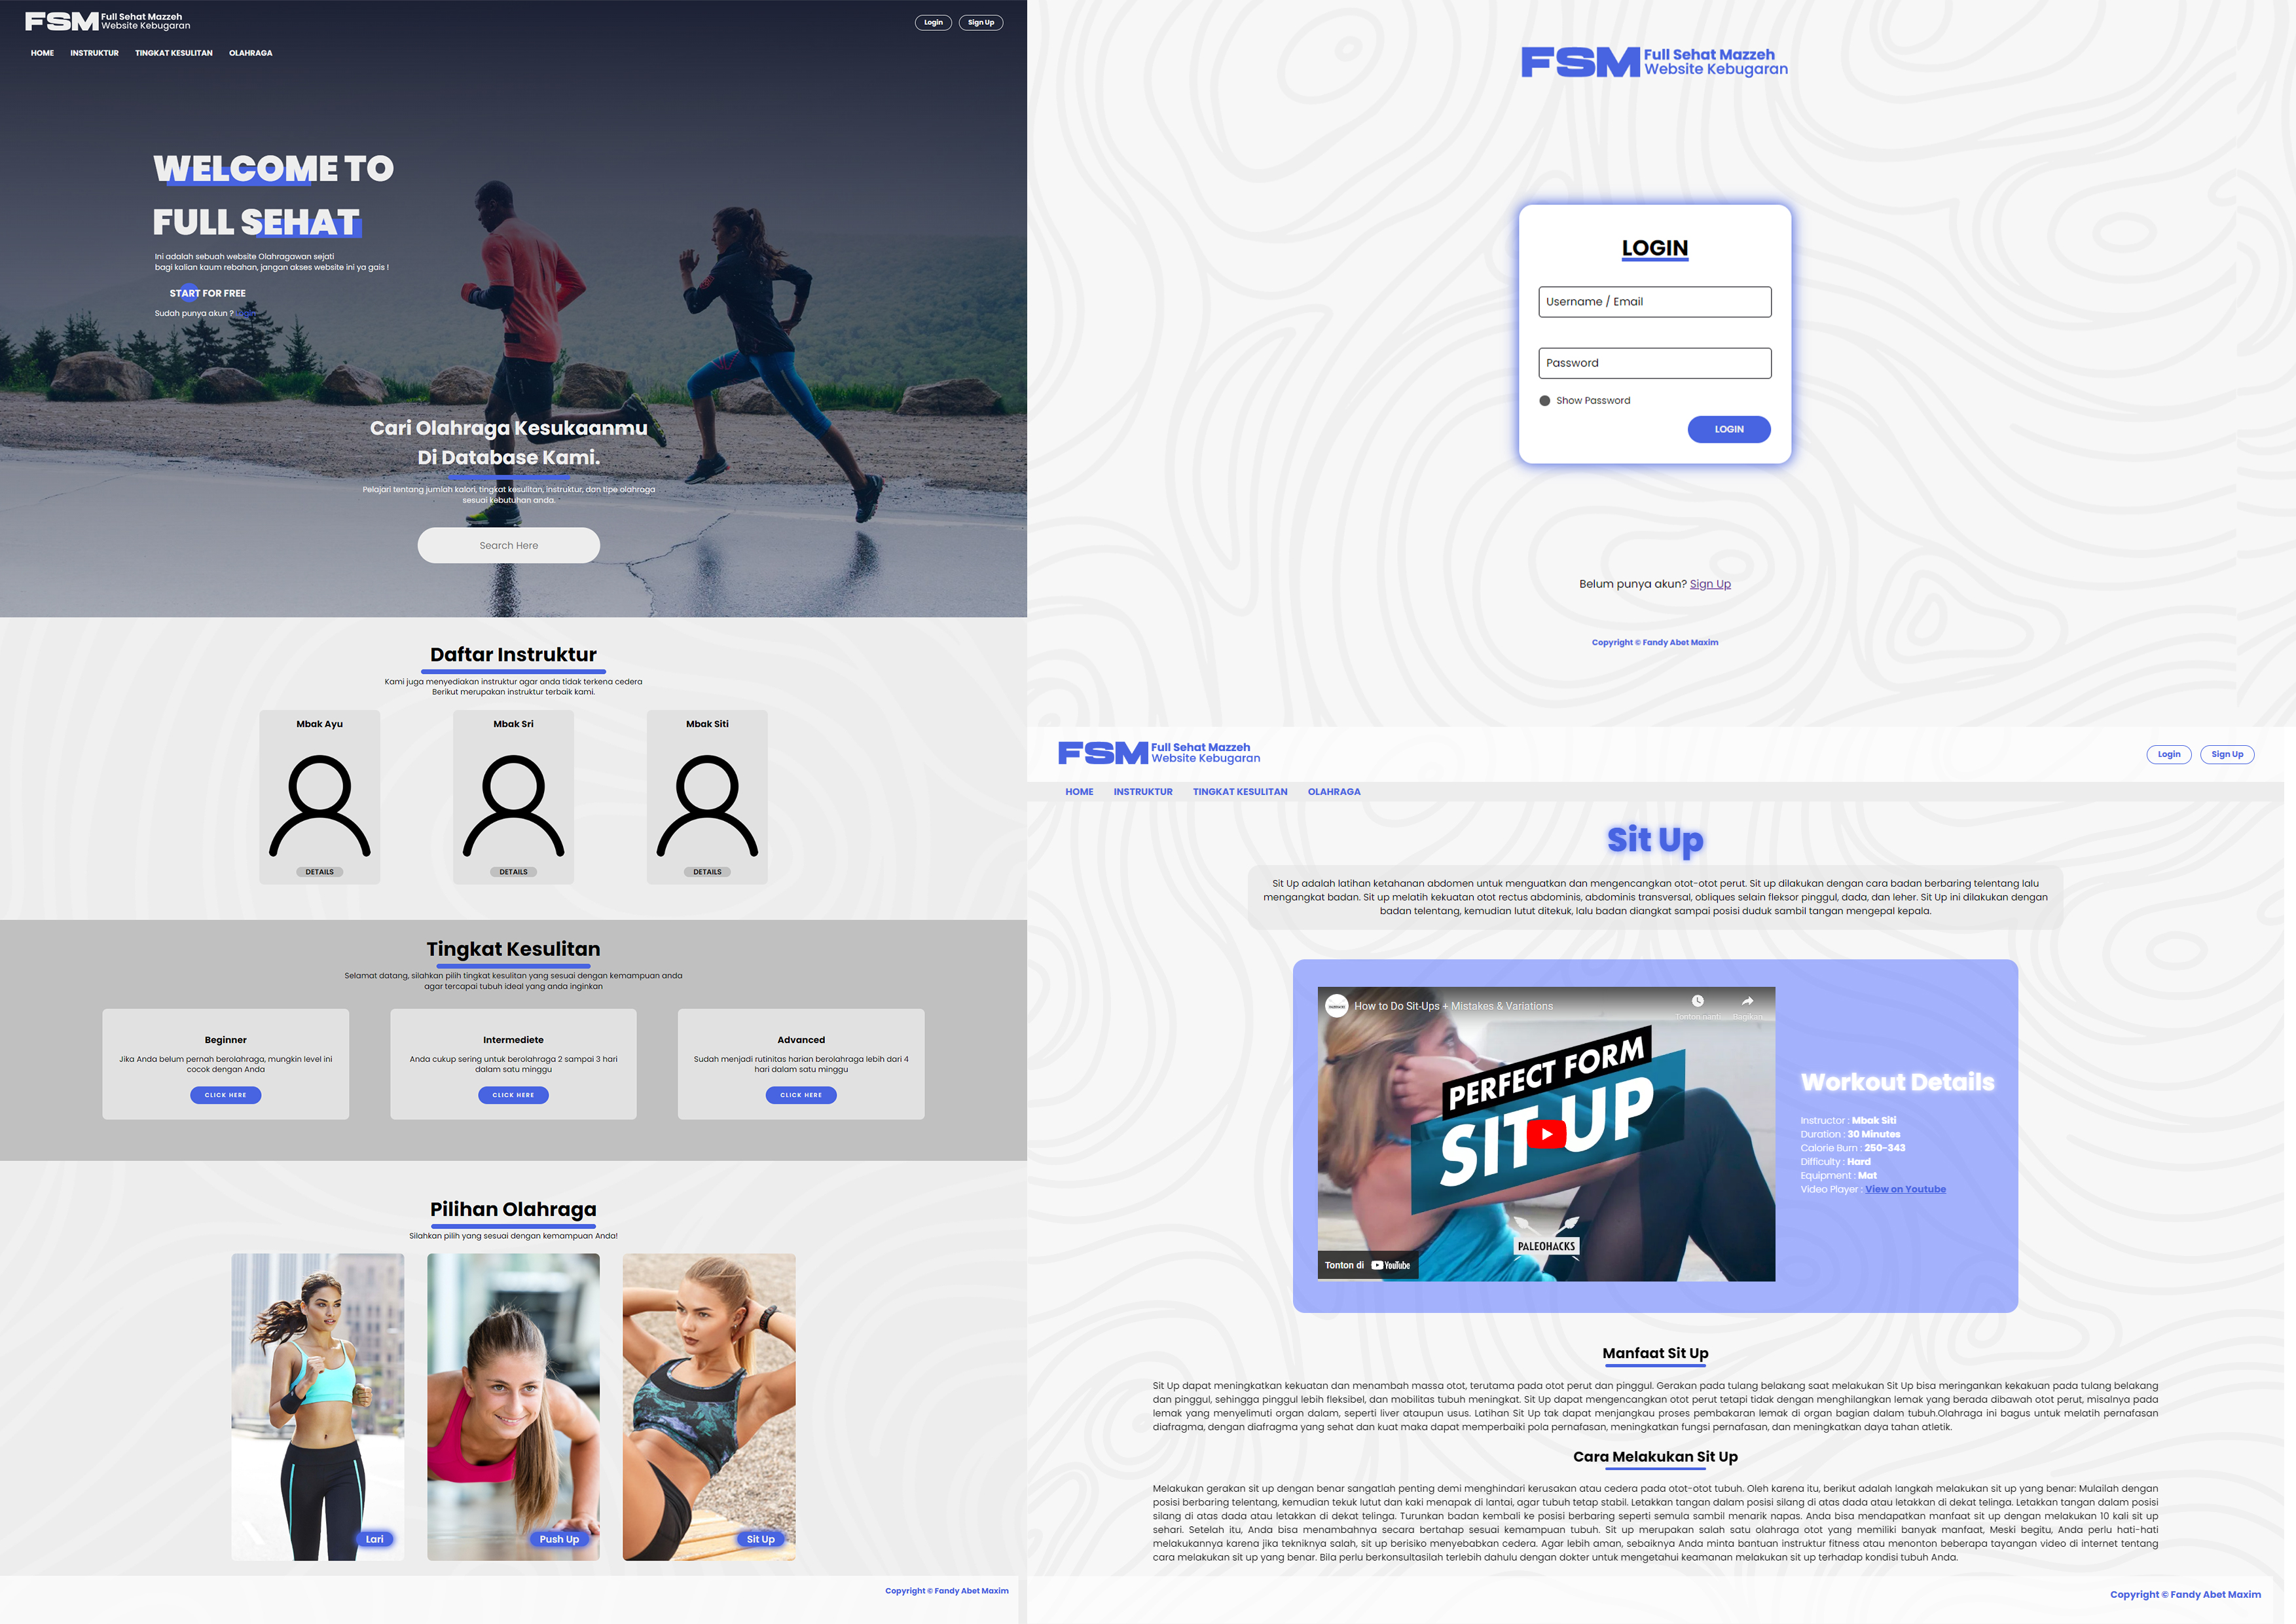 FSM Full Sehat Mazzeh
Website Kebugaran
Login Sign Up
HOME INSTRUKTUR TINGKAT KESULITAN OLAHRAGA
WELCOME TO
FULL SEHAT
Ini adalah sebuah website Olahragawan sejati
bagi kalian kaum rebahan, jangan akses website ini ya gais !
START FOR FREE
Sudah punya akun ? Login
Cari Olahraga Kesukaanmu
Di Database Kami.
Pelajari tentang jumlah kalori, tingkat kesulitan, instruktur, dan tipe olahroga
sesuai kebutuhan anda.
Search Here
Daftar Instruktur
Kami juga menyediakan instruktur agar anda tidak terkena cedera
Berikut merupakan instruktur terbaik kami.
Mbak Ayu
DETAILS
Mbak Sri
DETAILS
Mbak Siti
DETAILS
Tingkat Kesulitan
Selamat datang, silahkan pilih tingkat kesulitan yang sesuai dengan kemampuan anda
agar tercapai tubuh ideal yang anda inginkan
Beginner
Jika Anda belum pernah berolahraga, mungkin level ini
cocok dengan Anda
CLICK HERE
Intermediete
Anda cukup sering untuk berolahraga 2 sampai 3 hari
dalam satu minggu
CLICK HERE
Advanced
Sudah menjadi rutinitas harian berolahraga lebih dari 4
hari dalam satu minggu
CLICK HERE
Pilihan Olahraga
Silahkan pilih yang sesuai dengan kemampuan Anda!
Lari
Push Up
Sit Up
Copyright © Fandy Abet Maxim
FSM Full Sehat Mazzeh
Website Kebugaran
LOGIN
Username / Email
Password
Show Password
LOGIN
Belum punya akun? Sign Up
Copyright © Fandy Abet Maxim
FSM Full Sehat Mazzeh
Website Kebugaran
Login Sign Up
HOME INSTRUKTUR TINGKAT KESULITAN OLAHRAGA
Sit Up
Sit Up adalah latihan ketahanan abdomen untuk menguatkan dan mengencangkan otot-otot perut. Sit up dilakukan dengan cara badan berbaring telentang lalu
mengangkat badan. Sit up melatih kekuatan otot rectus abdominis, abdominis transversal, obliques selain fleksor pinggul, dada, dan leher. Sit Up ini dilakukan dengan
badan telentang, kemudian lutut ditekuk, lalu badan diangkat sampai posisi duduk sambil tangan mengepal kepala.
How to Do Sit-Ups + Mistakes & Variations
Tonton nanti Bagikan
PERFECT FORM
SIT UP
PALEOHACKS
Tonton di YouTube
Workout Details
Instructor : Mbak Siti
Duration : 30 Minutes
Calorie Burn : 250-343
Difficulty : Hard
Equipment : Mat
Video Player : View on Youtube
Manfaat Sit Up
Sit Up dapat meningkatkan kekuatan dan menambah massa otot, terutama pada otot perut dan pinggul. Gerakan pada tulang belakang saat melakukan Sit Up bisa meringankan kekakuan pada tulang belakang
dan pinggul, sehingga pinggul lebih fleksibel, dan mobilitas tubuh meningkat. Sit Up dapat mengencangkan otot perut tetapi tidak dengan menghilangkan lemak yang berada dibawah otot perut, misalnya pada
lemak yang menyelimuti organ dalam, seperti liver ataupun usus. Latihan Sit Up tak dapat menjangkau proses pembakaran lemak di organ bagian dalam tubuh.Olahraga ini bagus untuk melatih pernafasan
diafragma, dengan diafragma yang sehat dan kuat maka dapat memperbaiki pola pernafasan, meningkatkan fungsi pernafasan, dan meningkatkan daya tahan atletik.
Cara Melakukan Sit Up
Melakukan gerakan sit up dengan benar sangatlah penting demi menghindari kerusakan atau cedera pada otot-otot tubuh. Oleh karena itu, berikut adalah langkah melakukan sit up yang benar: Mulailah dengan
posisi berbaring telentang, kemudian tekuk lutut dan kaki menapak di lantai, agar tubuh tetap stabil. Letakkan tangan dalam posisi silang di atas dada atau letakkan di dekat telinga. Letakkan tangan dalam posisi
silang di atas dada atau letakkan di dekat telinga. Turunkan badan kembali ke posisi berbaring seperti semula sambil menarik napas. Anda bisa mendapatkan manfaat sit up dengan melakukan 10 kali sit up
sehari. Setelah itu, Anda bisa menambahnya secara bertahap sesuai kemampuan tubuh. Sit up merupakan salah satu olahraga otot yang memiliki banyak manfaat, Meski begitu, Anda perlu hati-hati
melakukannya karena jika tekniknya salah, sit up berisiko menyebabkan cedera. Agar lebih aman, sebaiknya Anda minta bantuan instruktur fitness atau menonton beberapa tayangan video di internet tentang
cara melakukan sit up yang benar. Bila perlu berkonsultasilah terlebih dahulu dengan dokter untuk mengetahui keamanan melakukan sit up terhadap kondisi tubuh Anda.
Copyright © Fandy Abet Maxim